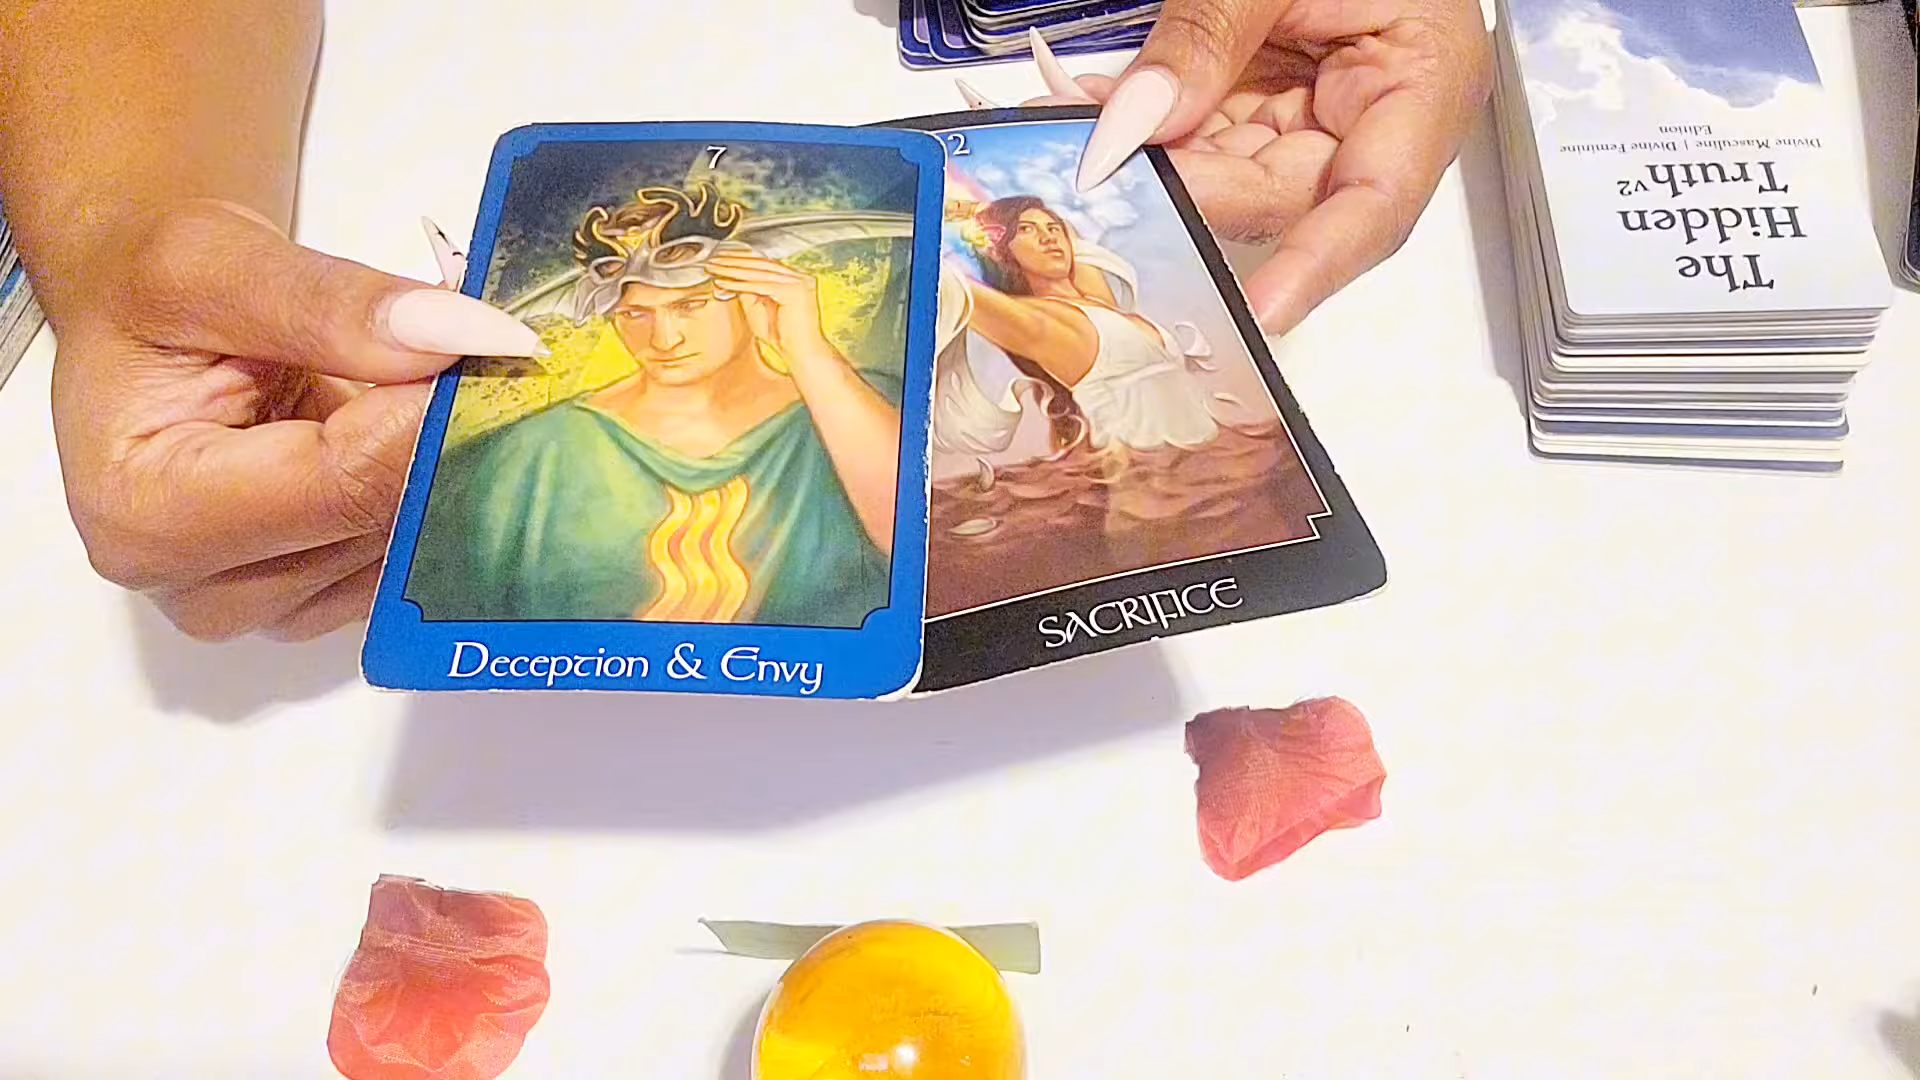 7
Deception & Envy
2
SACRIFICE
The
Hidden
Truth v2
Divine Masculine | Divine Feminine
Edition